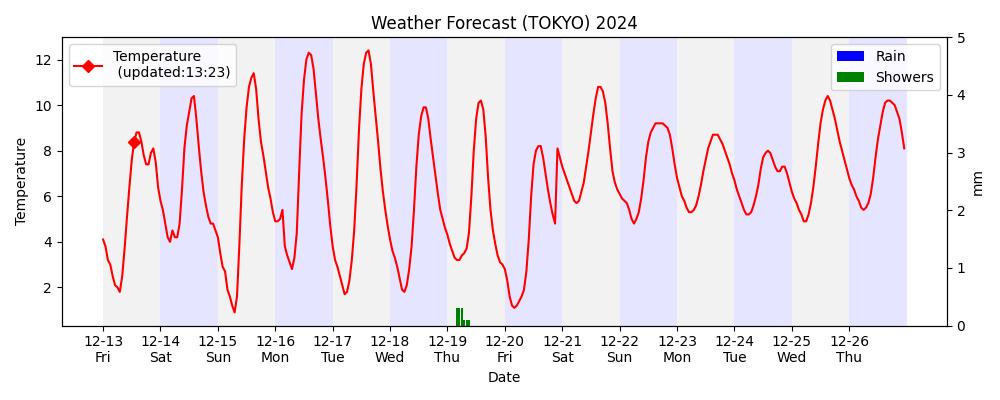 Weather Forecast (TOKYO) 2024
Temperature
(updated:13:23)
Rain
Showers
Temperature
12
10
8
6
4
2
5
4
3
2
1
0
mm
12-13 12-14 12-15 12-16 12-17 12-18 12-19 12-20 12-21 12-22 12-23 12-24 12-25 12-26
Fri Sat Sun Mon Tue Wed Thu Fri Sat Sun Mon Tue Wed Thu
Date